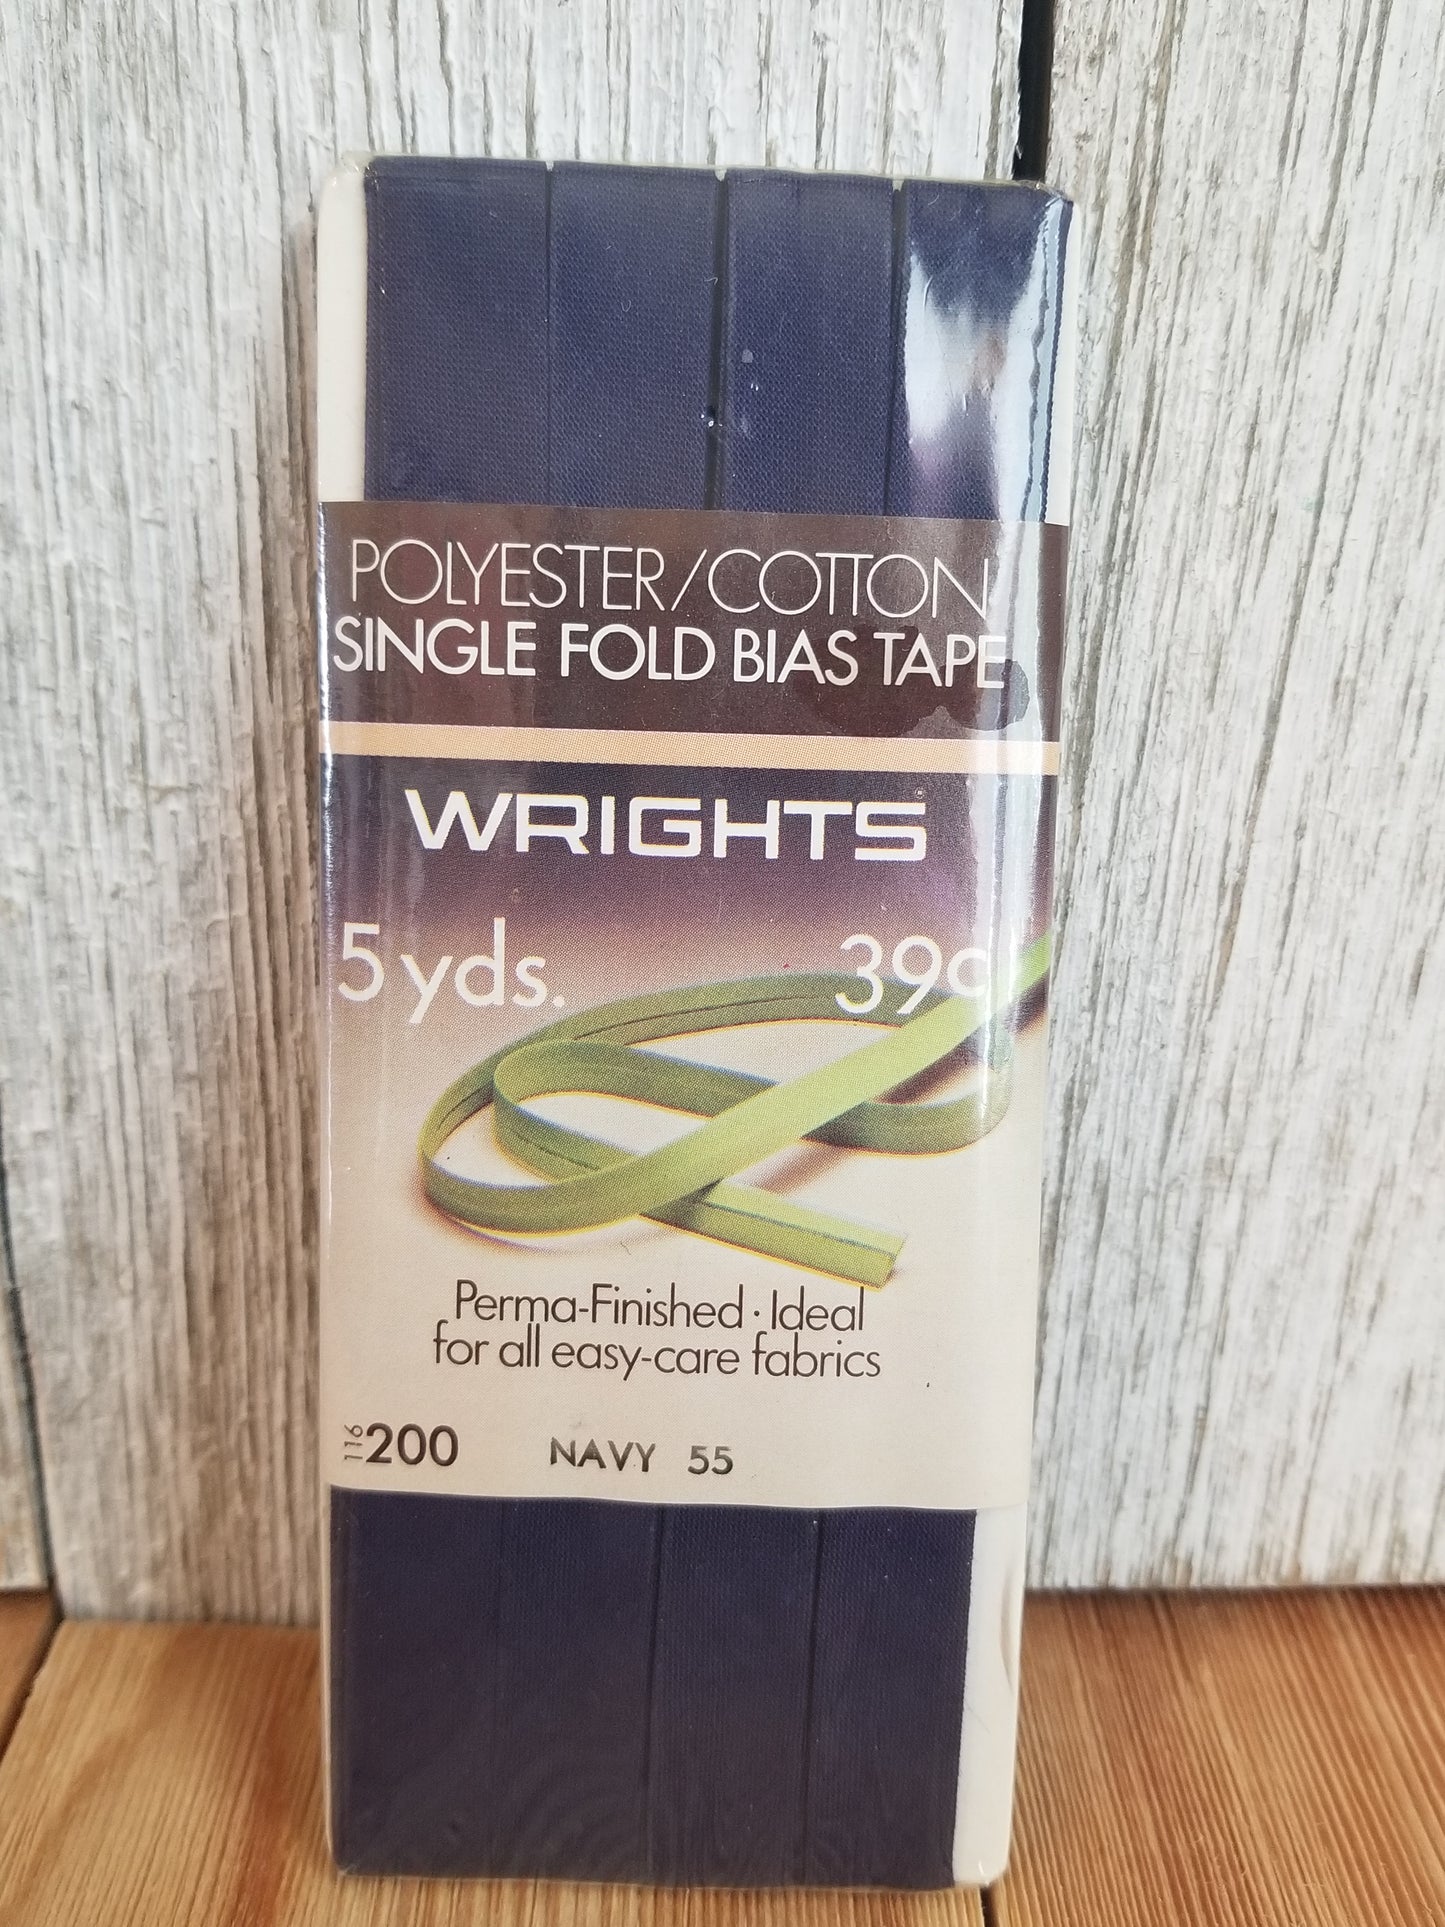 POLYESTER/COTTON
SINGLE FOLD BIAS TAPE
WRIGHTS®
5 yds. 39¢
Perma-Finished · Ideal
for all easy-care fabrics
116 200 NAVY 55